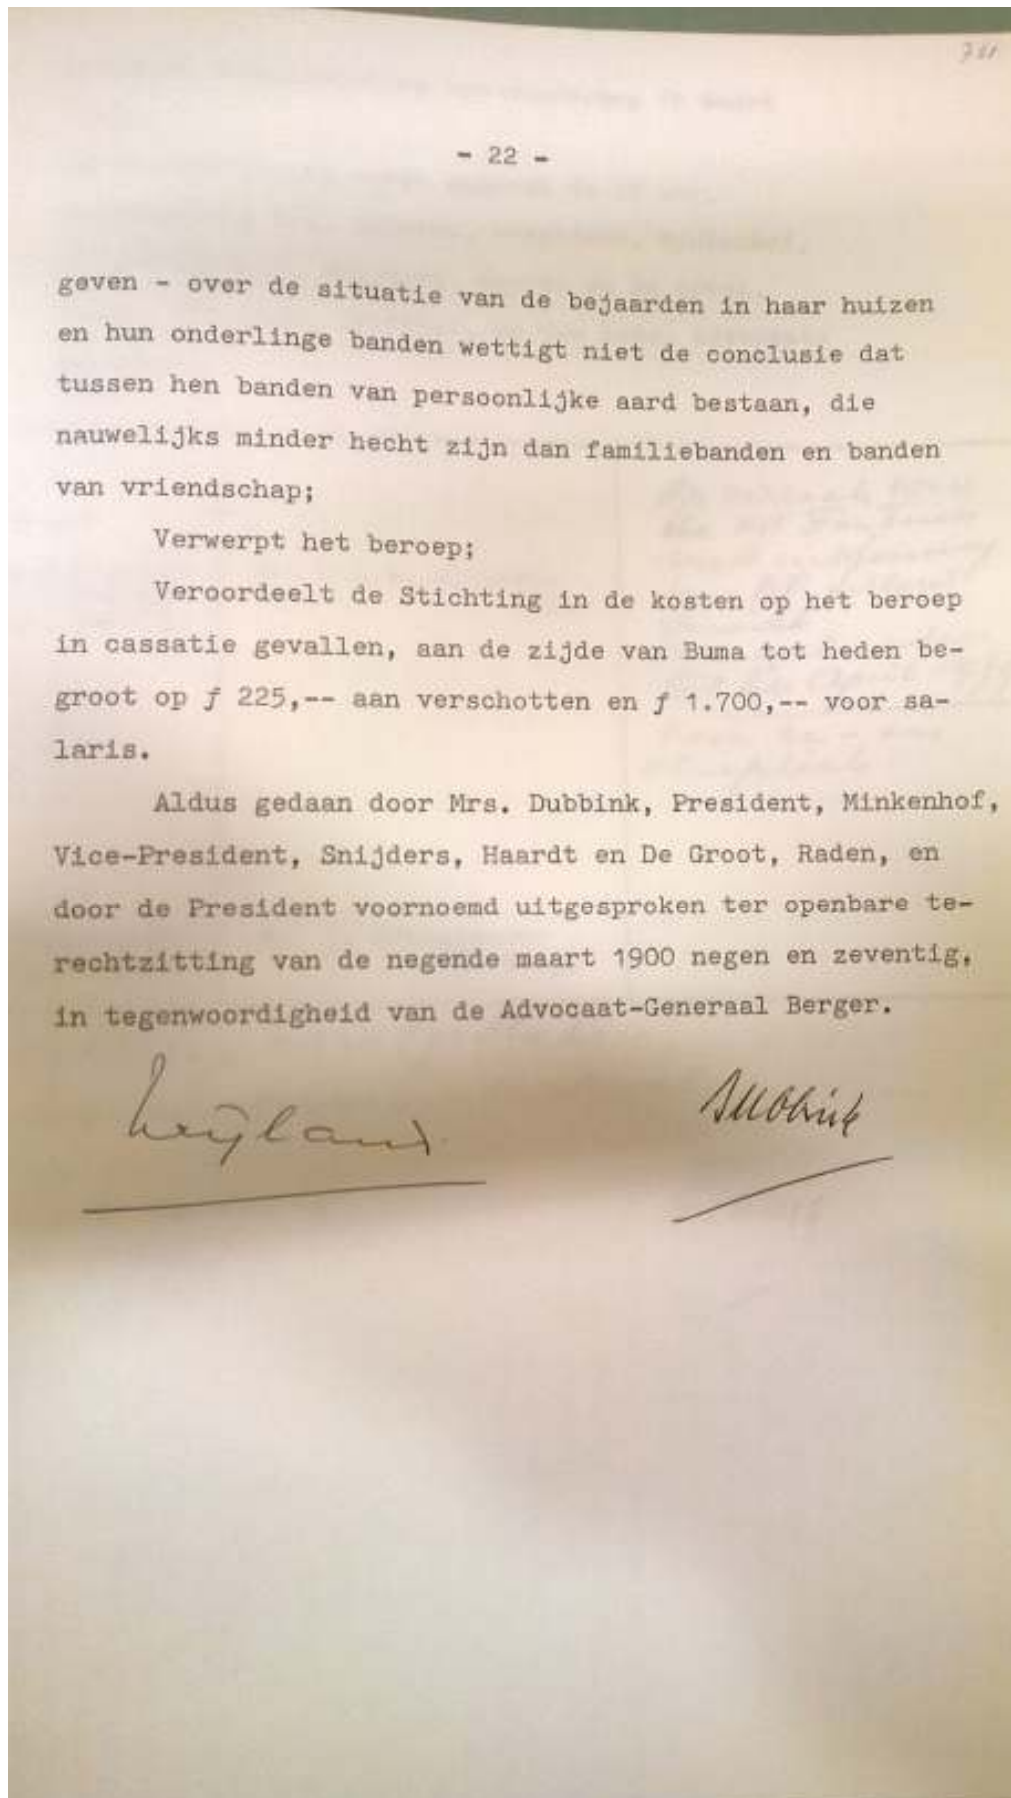 - 22 -
geven - over de situatie van de bejaarden in haar huizen
en hun onderlinge banden wettigt niet de conclusie dat
tussen hen banden van persoonlijke aard bestaan, die
nauwelijks minder hecht zijn dan familiebanden en banden
van vriendschap;
Verwerpt het beroep;
Veroordeelt de Stichting in de kosten op het beroep
in cassatie gevallen, aan de zijde van Buma tot heden be-
groot op ƒ 225,-- aan verschotten en ƒ 1.700,-- voor sa-
laris.
Aldus gedaan door Mrs. Dubbink, President, Minkenhof,
Vice-President, Snijders, Haardt en De Groot, Raden, en
door de President voornoemd uitgesproken ter openbare te-
rechtzitting van de negende maart 1900 negen en zeventig,
in tegenwoordigheid van de Advocaat-Generaal Berger.
Dubbink